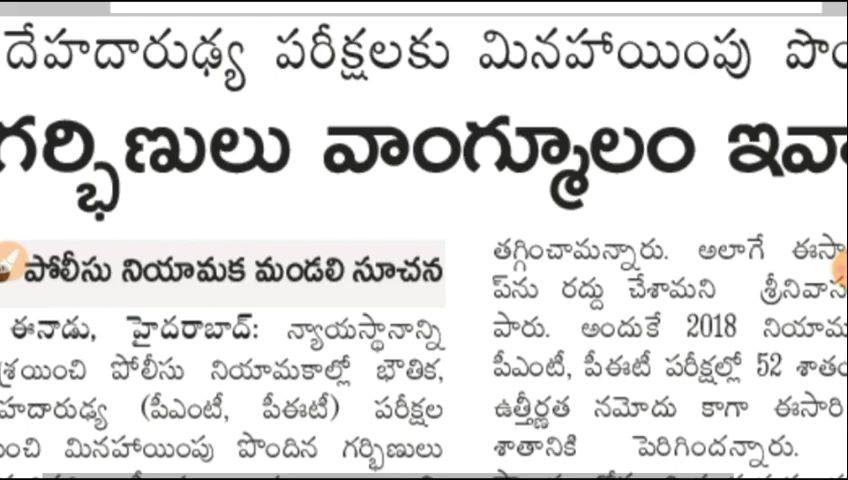 దేహదారుఢ్య పరీక్షలకు మినహాయింపు
గర్భిణులు వాంగ్మూలం
పోలీసు నియామక మండలి సూచన
ఈనాడు, హైదరాబాద్: న్యాయస్థానాన్ని
పోలీసు నియామకాల్లో భౌతిక,
(పీఎంటీ, పీఈటీ) పరీక్షల
మినహాయింపు పొందిన గర్భిణులు
తగ్గించామన్నారు. అలాగే
రద్దు చేశామని
అందుకే 2018
పీఎంటీ, పీఈటీ పరీక్షల్లో 52
ఉత్తీర్ణత నమోదు కాగా ఈసారి
శాతానికి పెరిగిందన్నారు.